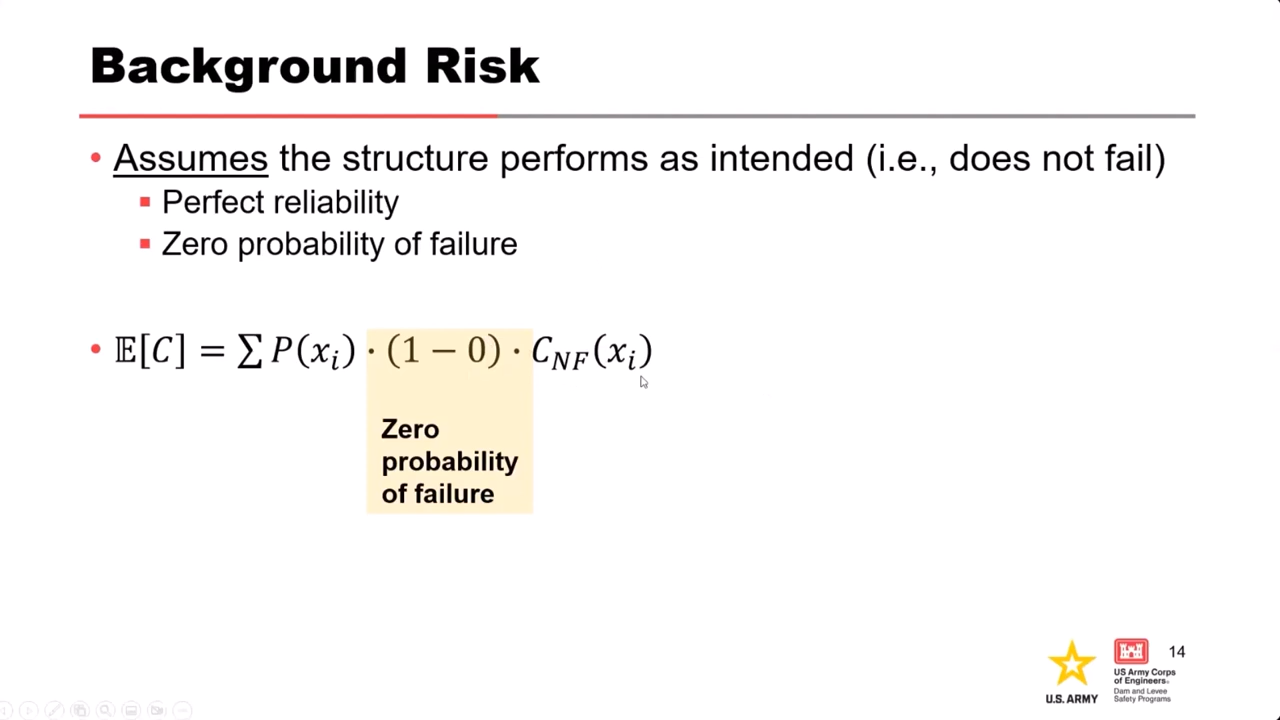 Background Risk
• Assumes the structure performs as intended (i.e., does not fail)
▪ Perfect reliability
▪ Zero probability of failure
• 𝔼[C] = ∑ P(xᵢ) · (1 − 0) · C_NF(xᵢ)
Zero
probability
of failure
U.S. ARMY
US Army Corps
of Engineers®
Dam and Levee
Safety Programs
14